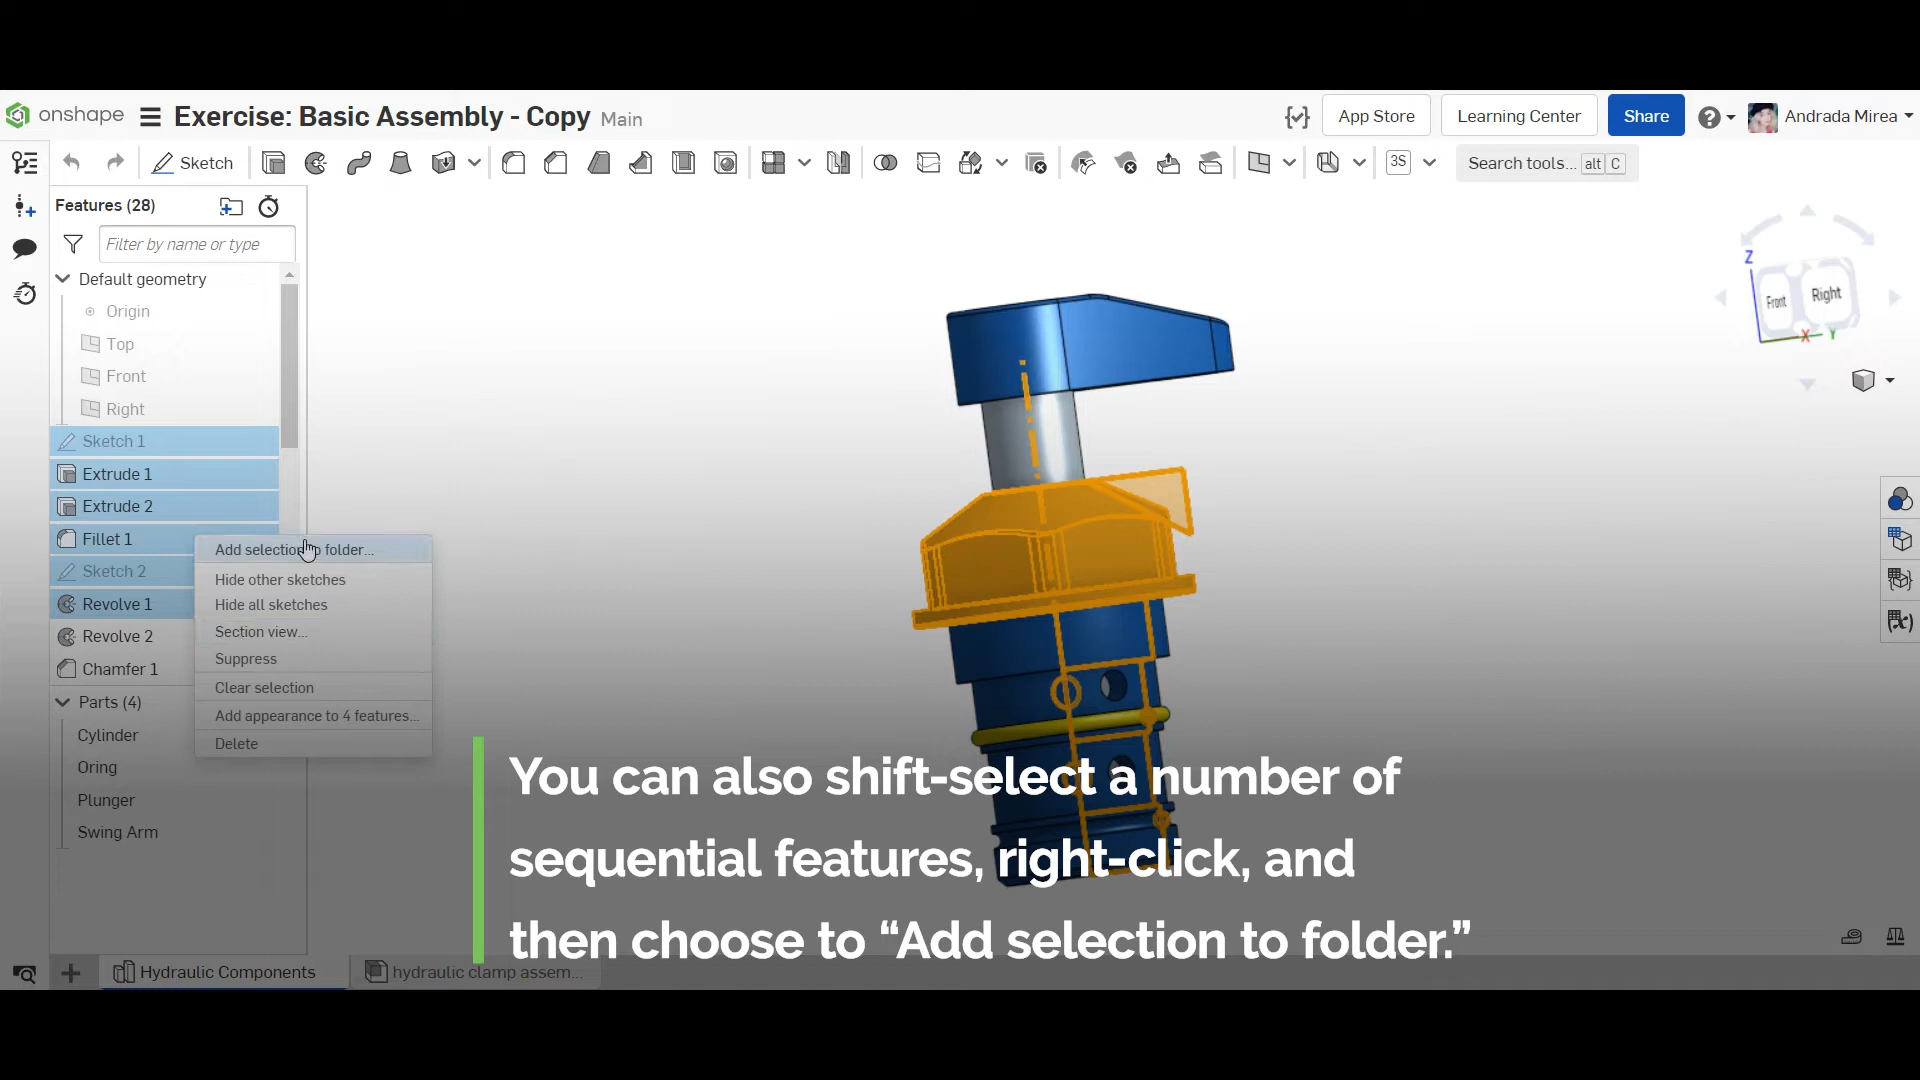 onshape
Exercise: Basic Assembly - Copy Main
App Store
Learning Center
Share
Andrada Mirea
Sketch
3S
Search tools... alt C
Features (28)
Filter by name or type
Default geometry
Origin
Top
Front
Right
Sketch 1
Extrude 1
Extrude 2
Fillet 1
Sketch 2
Revolve 1
Revolve 2
Chamfer 1
Parts (4)
Cylinder
Oring
Plunger
Swing Arm
Add selection to folder...
Hide other sketches
Hide all sketches
Section view...
Suppress
Clear selection
Add appearance to 4 features...
Delete
Z
Front
Right
X
Y
You can also shift-select a number of
sequential features, right-click, and
then choose to “Add selection to folder.”
Hydraulic Components
hydraulic clamp assem...